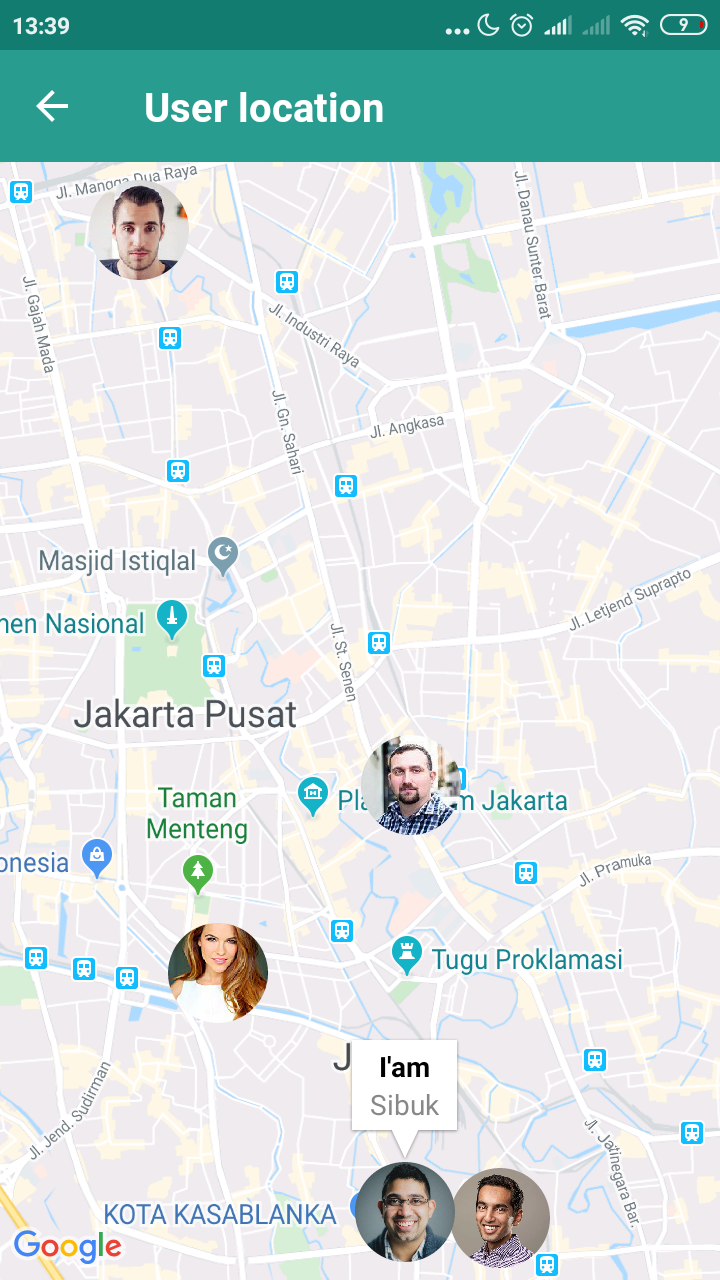 13:39
9
User location
Jl. Mangga Dua Raya
Jl. Gajah Mada
Jl. Danau Sunter Barat
Jl. Industri Raya
Jl. Gn. Sahari
Jl. Angkasa
Masjid Istiqlal
Jl. Letjend Suprapto
nen Nasional
Jl. St. Senen
Jakarta Pusat
Taman
Menteng
Pla
m Jakarta
onesia
Jl. Pramuka
Tugu Proklamasi
J
I'am
Sibuk
Jl. Jend. Sudirman
Jl. Jatinegara Bar.
KOTA KASABLANKA
Google